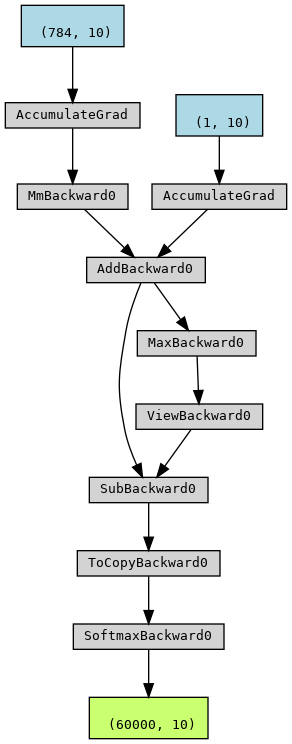 (784, 10)
(1, 10)
AccumulateGrad
MmBackward0
AccumulateGrad
AddBackward0
MaxBackward0
ViewBackward0
SubBackward0
ToCopyBackward0
SoftmaxBackward0
(60000, 10)